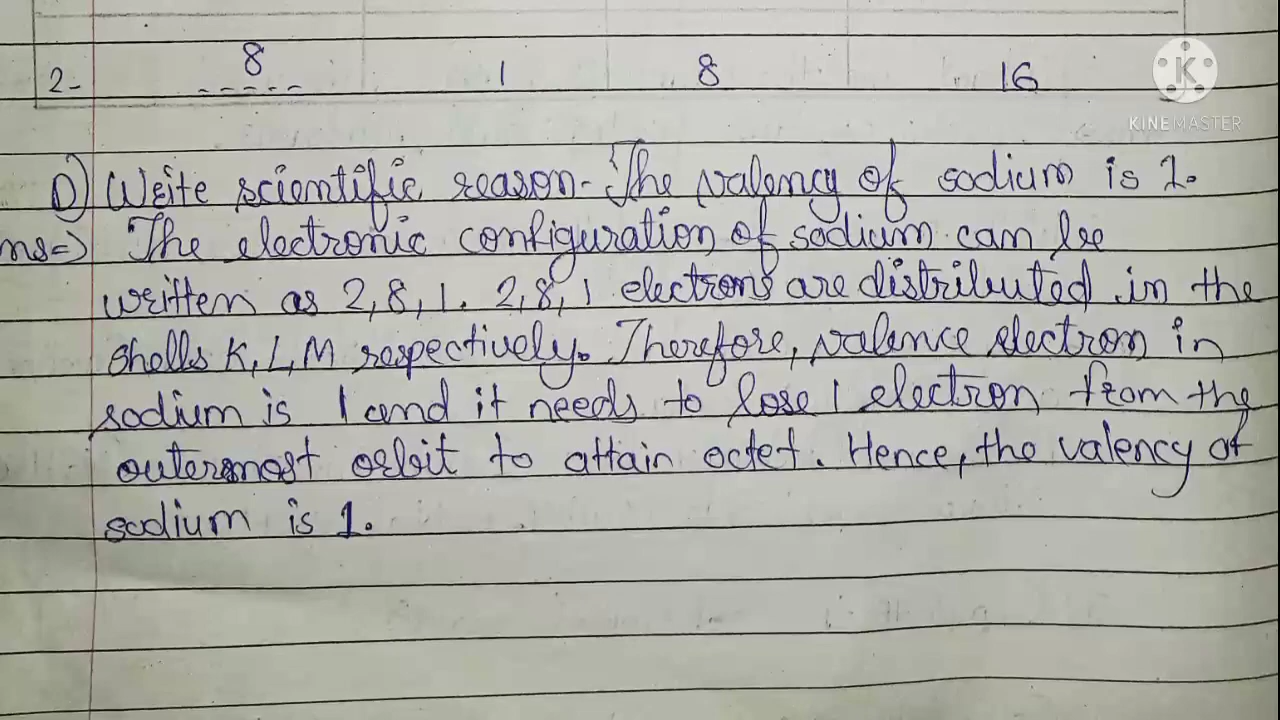 8
2- ----- 1 8 16
KINEMASTER
D) Write scientific reason- The valency of sodium is 1.
ns⇒ The electronic configuration of sodium can be
written as 2,8,1. 2,8,1 electrons are distributed in the
shells K, L, M respectively. Therefore, valence electron in
sodium is 1 and it needs to lose 1 electron from the
outermost orbit to attain octet. Hence, the valency of
sodium is 1.